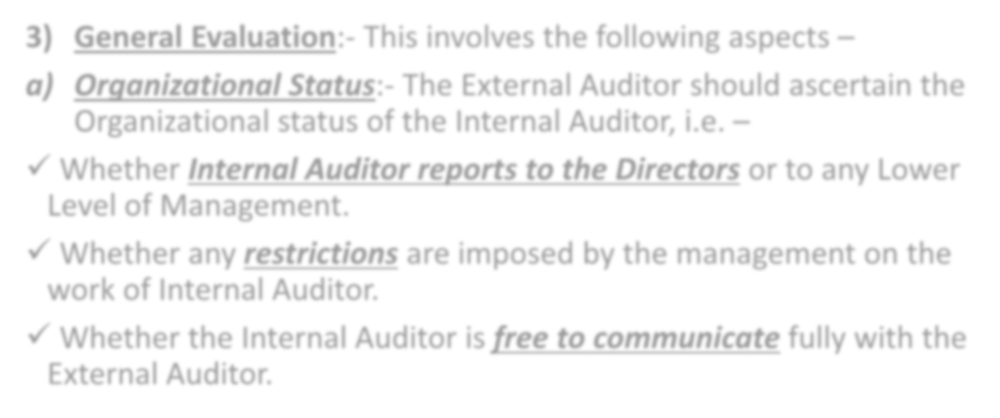 3) General Evaluation:- This involves the following aspects –
a) Organizational Status:- The External Auditor should ascertain the
Organizational status of the Internal Auditor, i.e. –
✓ Whether Internal Auditor reports to the Directors or to any Lower
Level of Management.
✓ Whether any restrictions are imposed by the management on the
work of Internal Auditor.
✓ Whether the Internal Auditor is free to communicate fully with the
External Auditor.